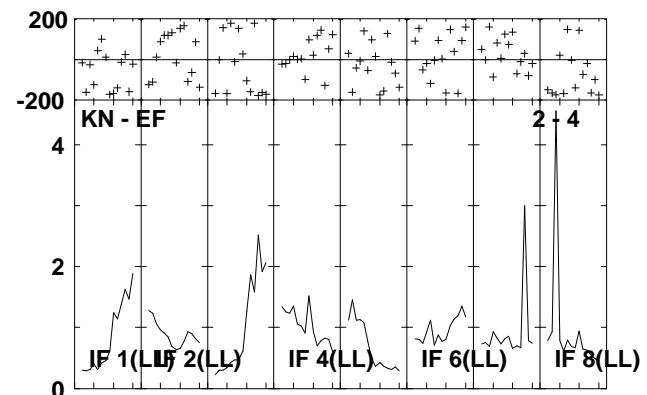 200
-200
KN - EF 2 - 4
4
2
IF 1(LL) IF 2(LL) IF 4(LL) IF 6(LL) IF 8(LL)
0